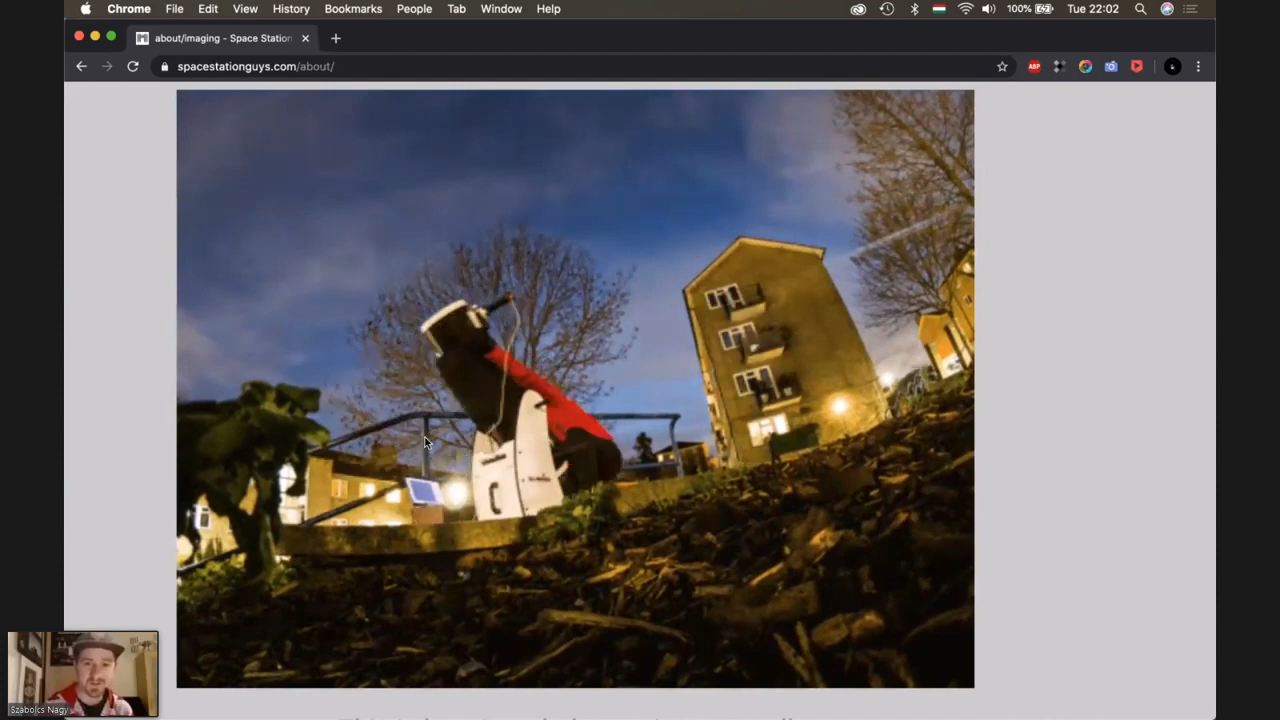 Chrome File Edit View History Bookmarks People Tab Window Help 100% Tue 22:02
about/imaging - Space Station
spacestationguys.com/about/
ABP
Szabolcs Nagy